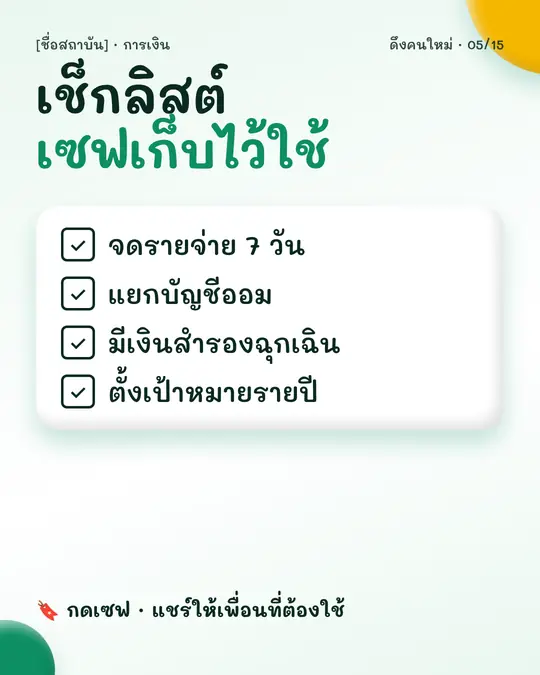 [ชื่อสถาบัน] · การเงิน
ดึงคนใหม่ · 05/15
เช็กลิสต์
เซฟเก็บไว้ใช้
จดรายจ่าย 7 วัน
แยกบัญชีออม
มีเงินสำรองฉุกเฉิน
ตั้งเป้าหมายรายปี
🔖 กดเซฟ · แชร์ให้เพื่อนที่ต้องใช้